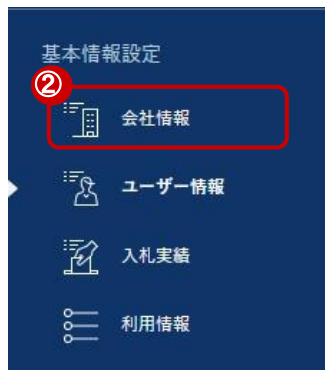 基本情報設定
②
会社情報
ユーザー情報
入札実績
利用情報